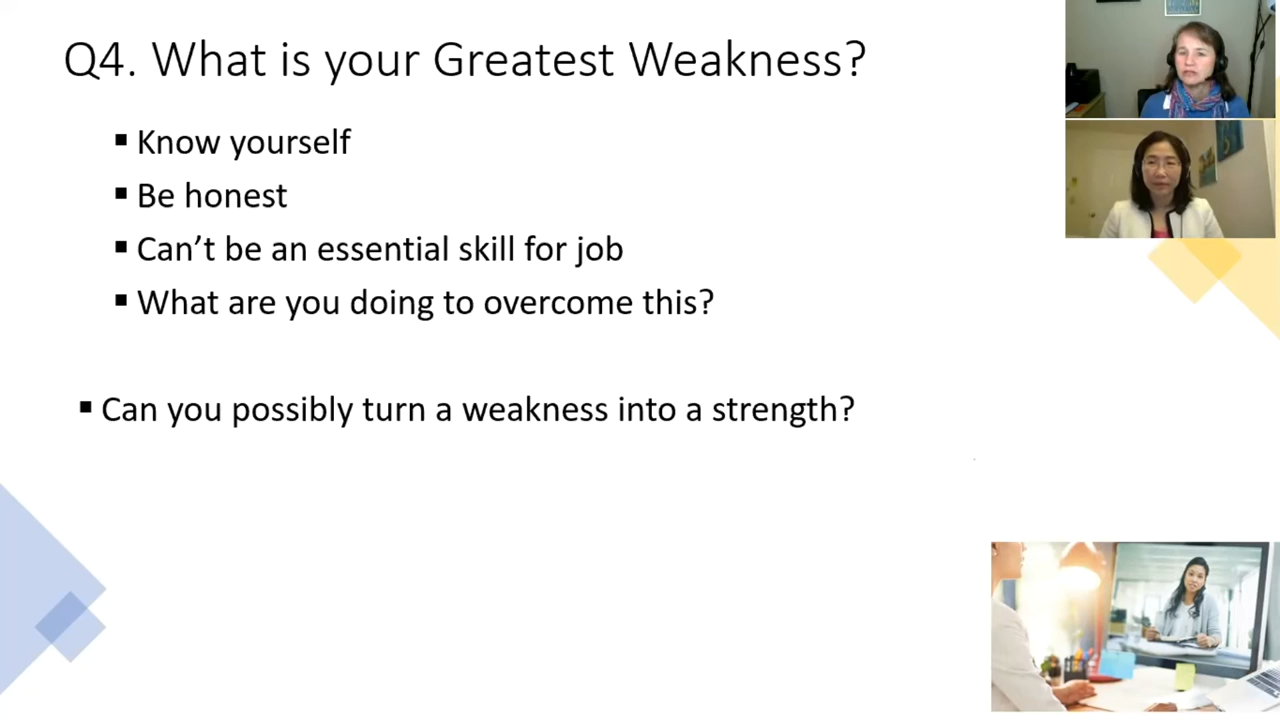 Q4. What is your Greatest Weakness?
▪ Know yourself
▪ Be honest
▪ Can’t be an essential skill for job
▪ What are you doing to overcome this?
▪ Can you possibly turn a weakness into a strength?